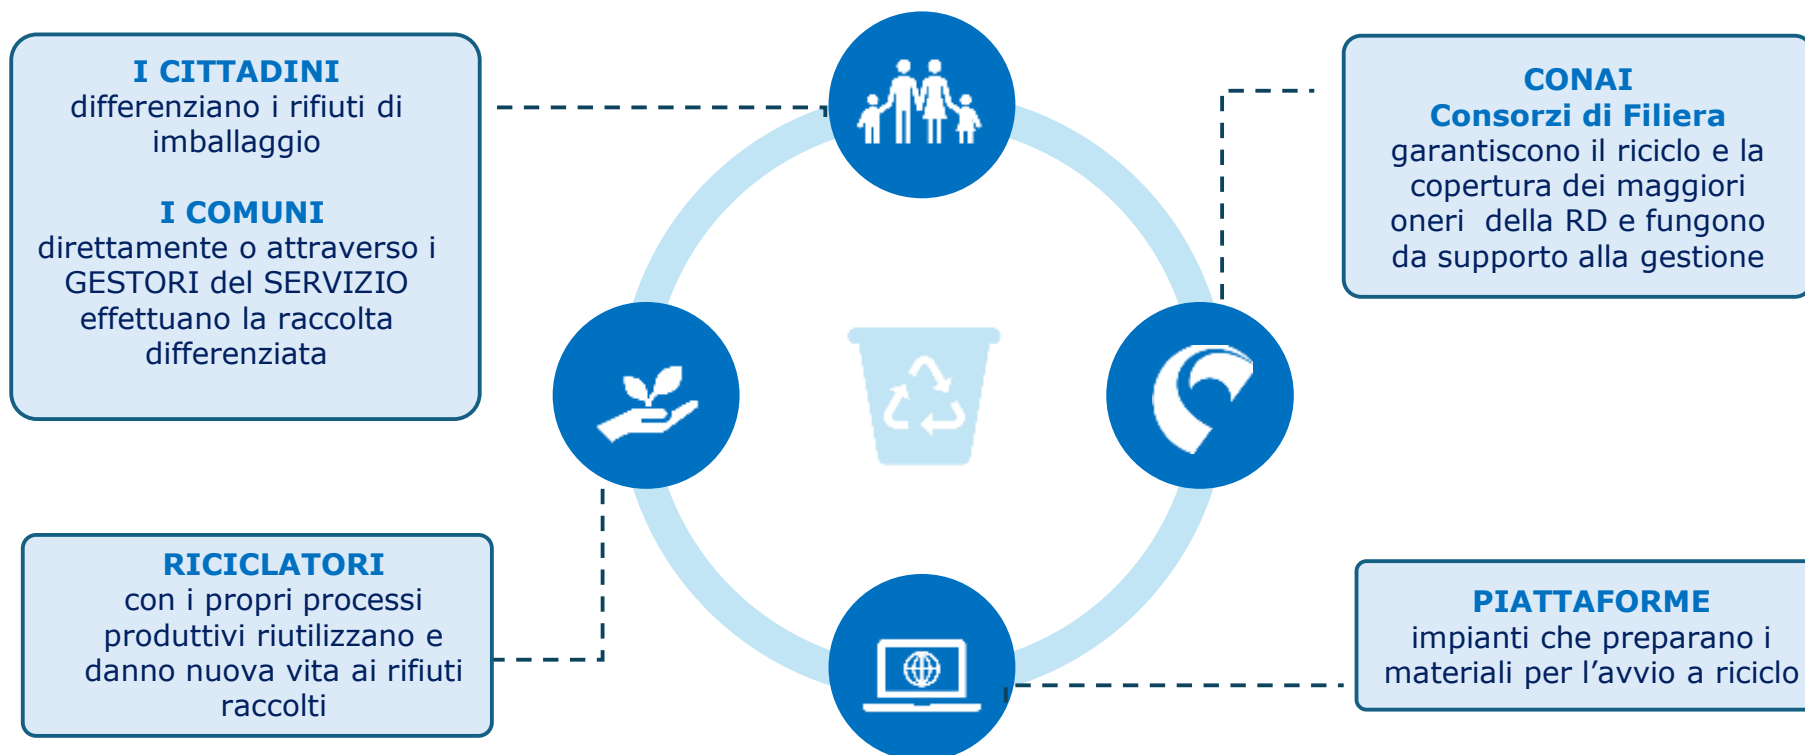 I CITTADINI
differenziano i rifiuti di
imballaggio
I COMUNI
direttamente o attraverso i
GESTORI del SERVIZIO
effettuano la raccolta
differenziata
CONAI
Consorzi di Filiera
garantiscono il riciclo e la
copertura dei maggiori
oneri della RD e fungono
da supporto alla gestione
RICICLATORI
con i propri processi
produttivi riutilizzano e
danno nuova vita ai rifiuti
raccolti
PIATTAFORME
impianti che preparano i
materiali per l’avvio a riciclo